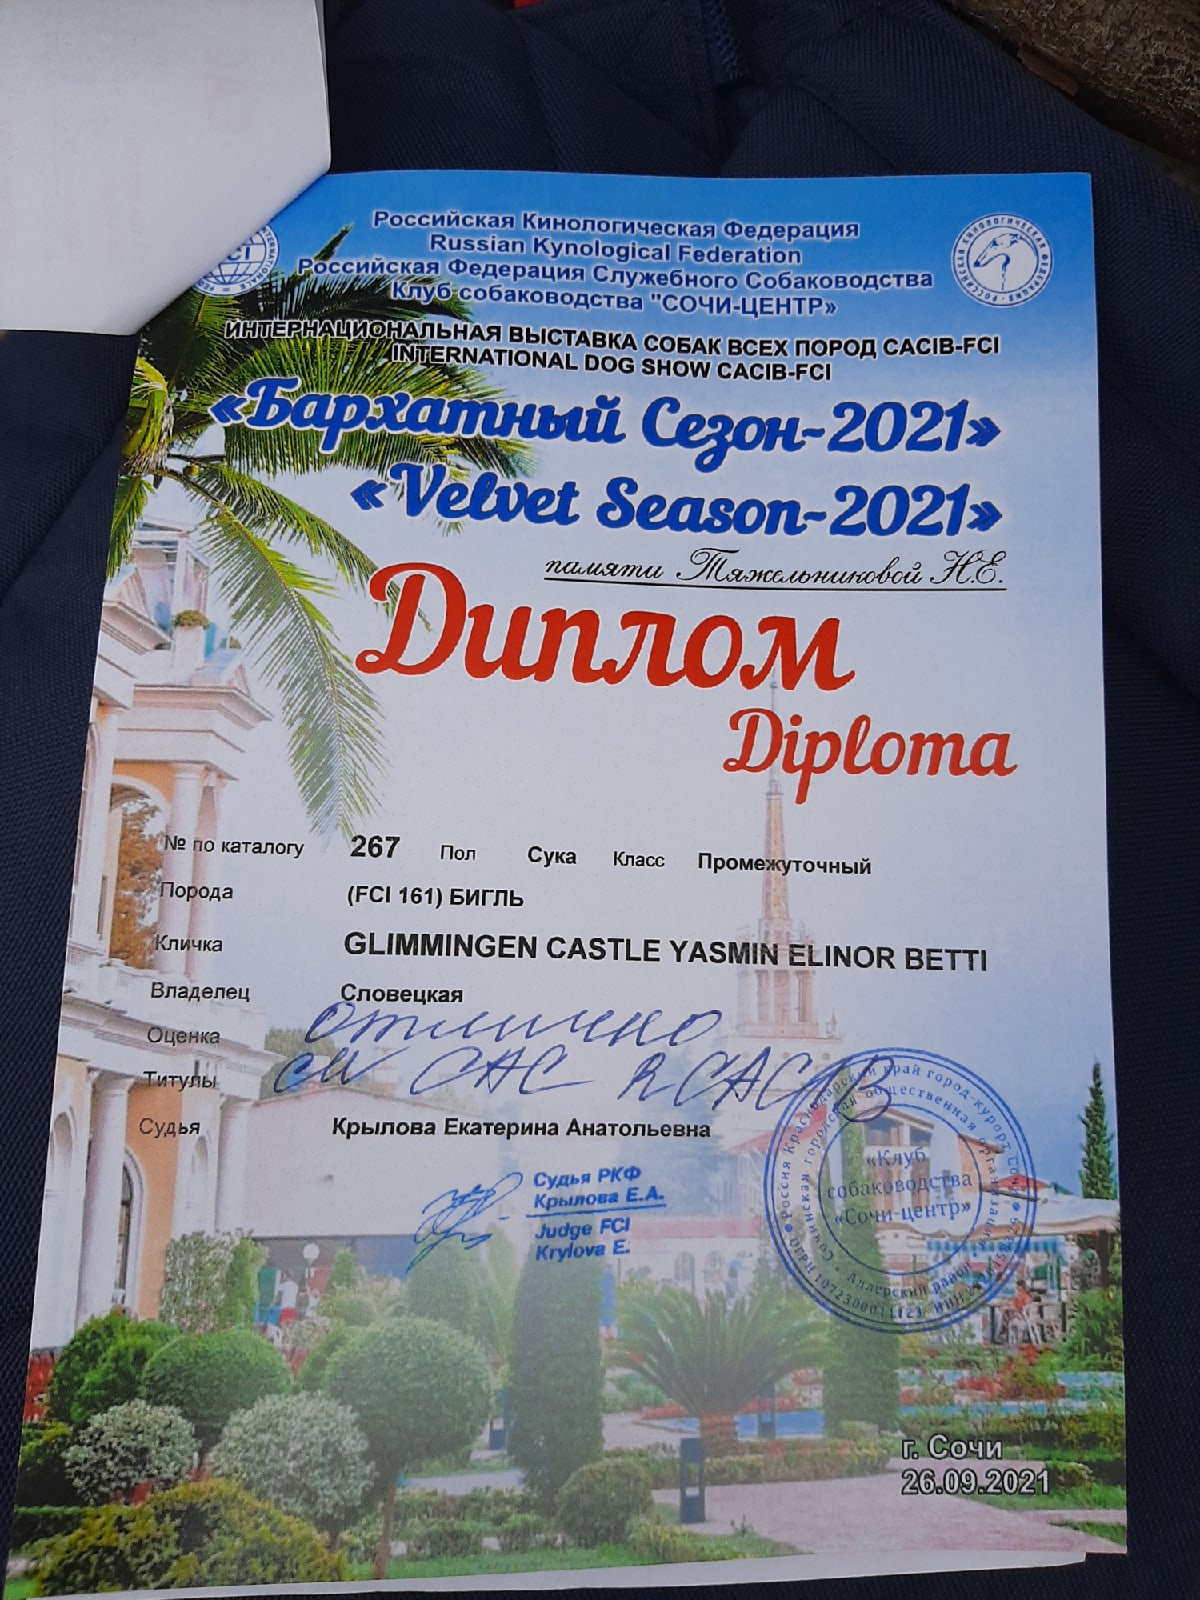 Российская Кинологическая Федерация
Russian Kynological Federation
Российская Федерация Служебного Собаководства
Клуб собаководства "СОЧИ-ЦЕНТР»
ИНТЕРНАЦИОНАЛЬНАЯ ВЫСТАВКА СОБАК ВСЕХ ПОРОД CACIB-FCI
INTERNATIONAL DOG SHOW CACIB-FCI
«Бархатный Сезон-2021»
«Velvet Season-2021»
памяти Тяжельниковой Н.Е.
Диплом
Diploma
№ по каталогу 267 Пол Сука Класс Промежуточный
Порода (FCI 161) БИГЛЬ
Кличка GLIMMINGEN CASTLE YASMIN ELINOR BETTI
Владелец Словецкая
Оценка отлично
Титулы CW CAC RCACIB
Судья Крылова Екатерина Анатольевна
Судья РКФ
Крылова Е.А.
Judge FCI
Krylova E.
«Клуб
собаководства
«Сочи-центр»
г. Сочи
26.09.2021